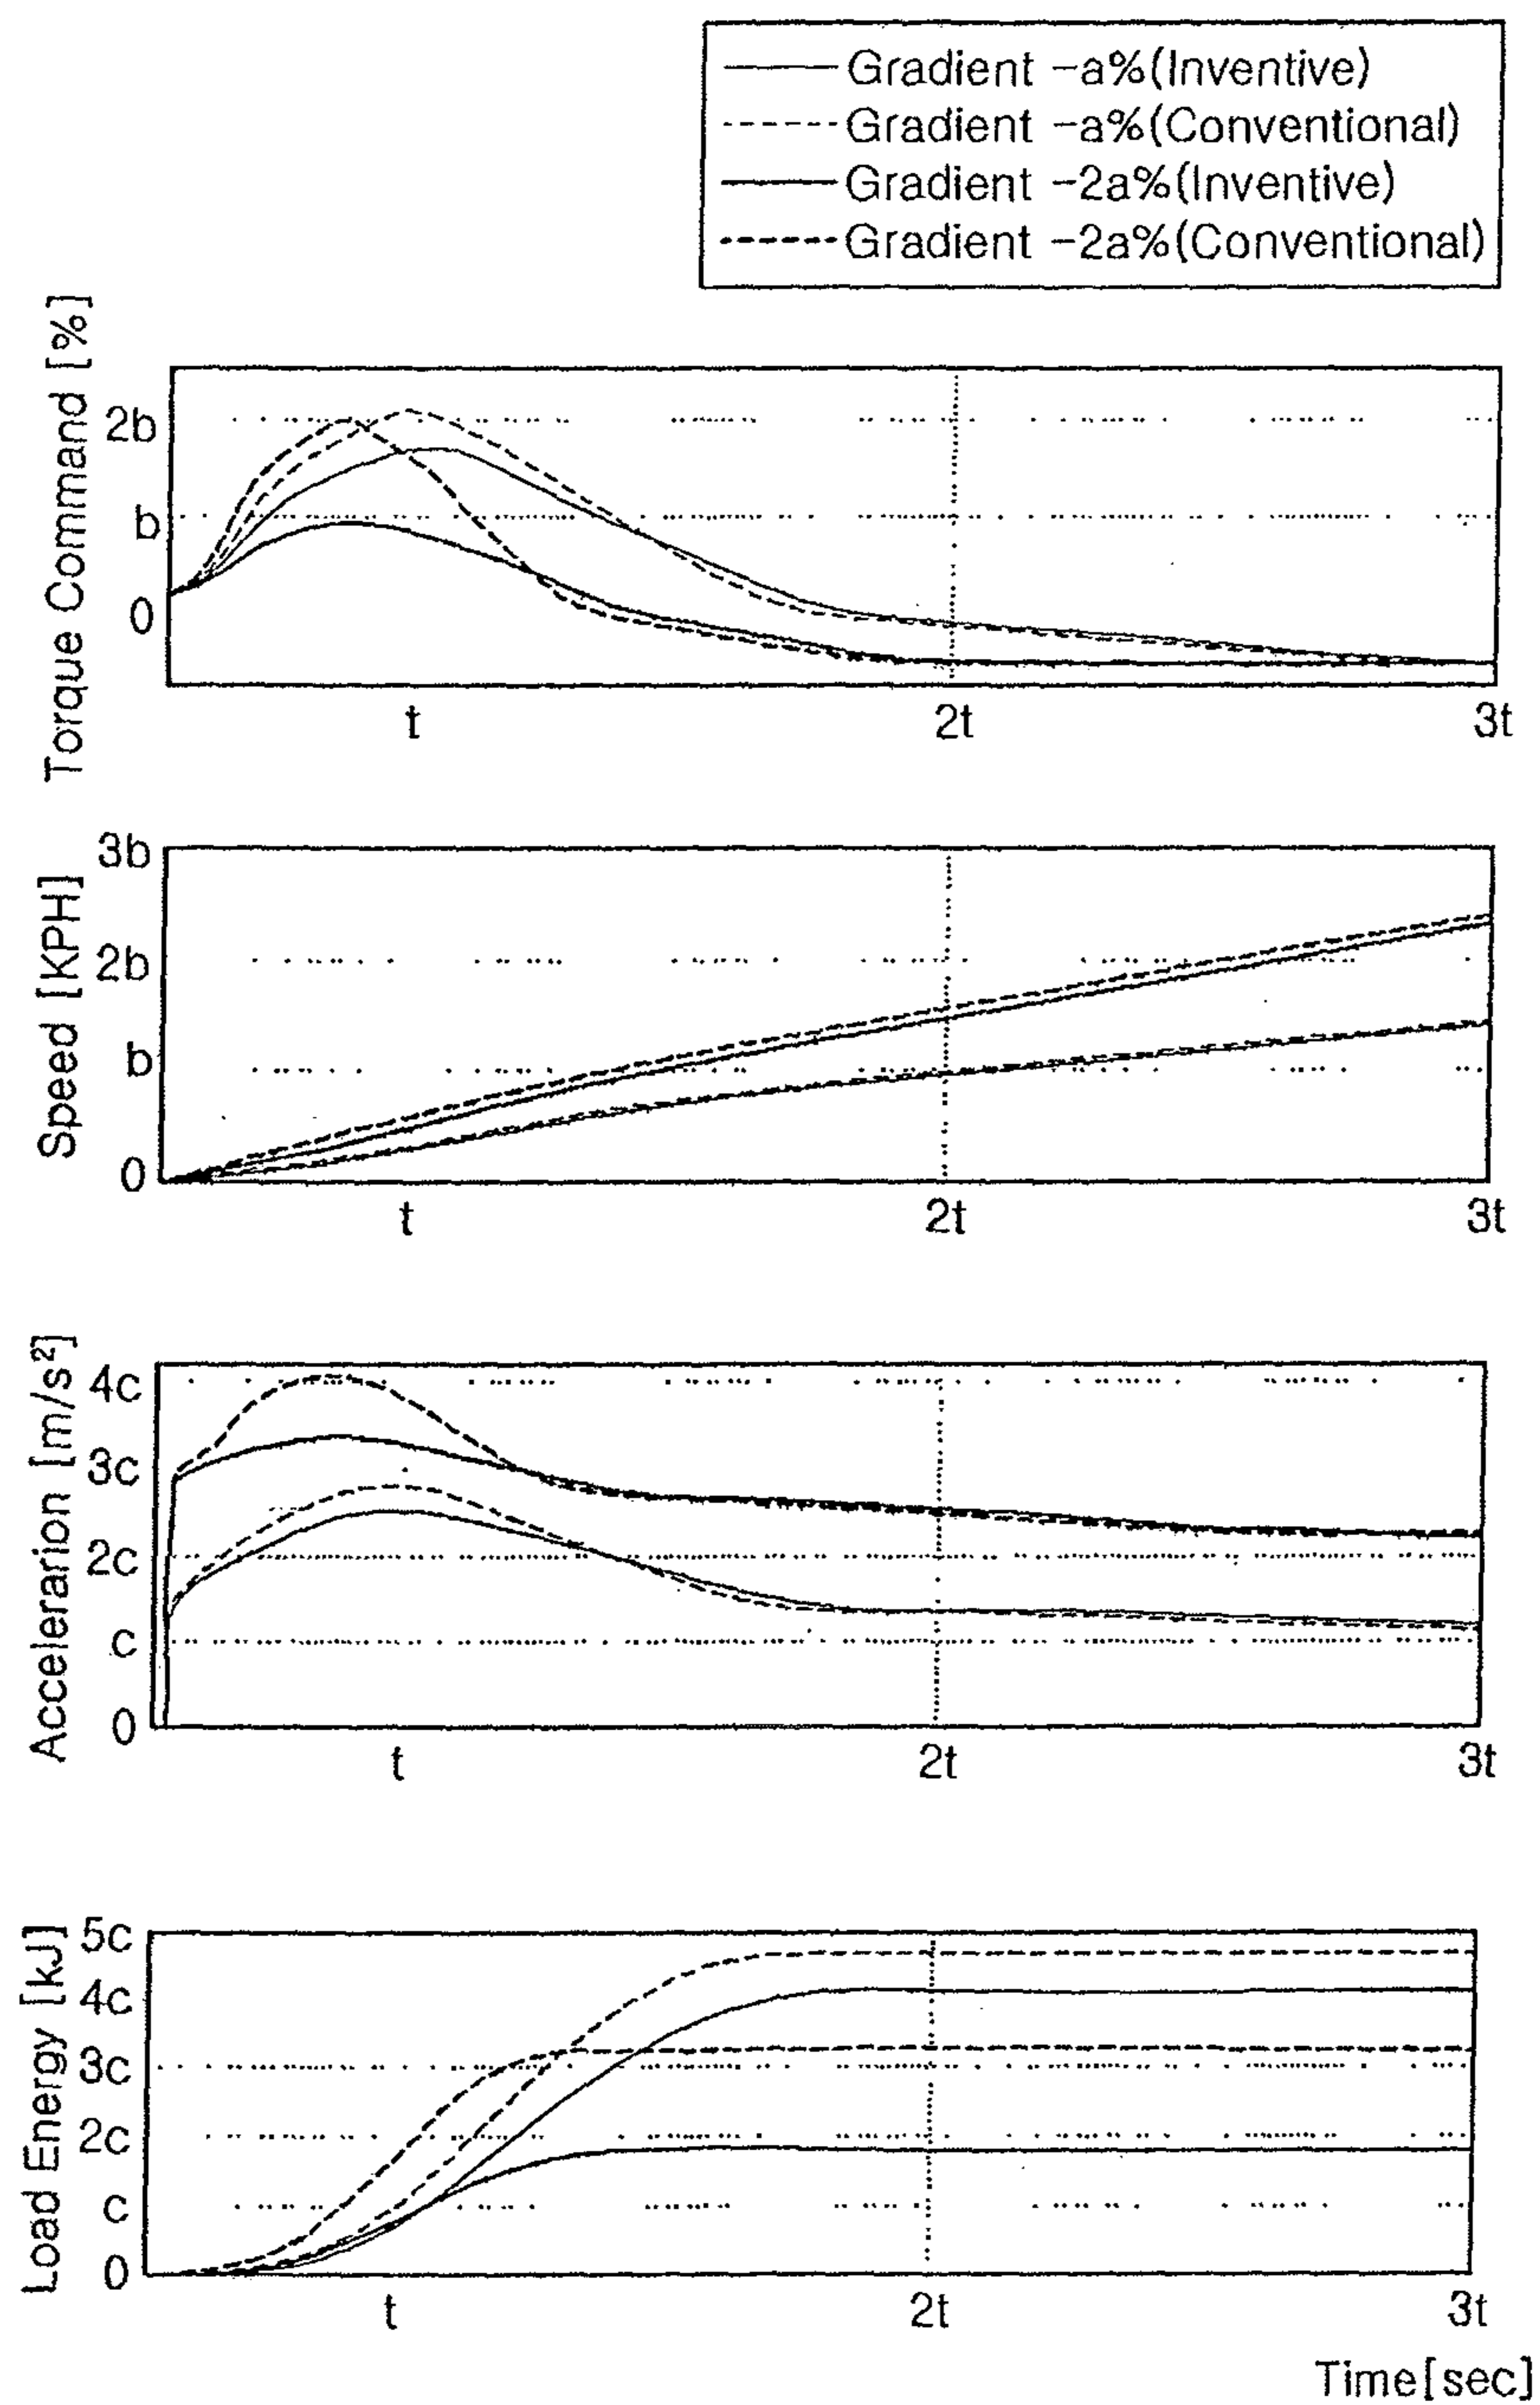 Gradient -a%(Inventive)
Gradient -a%(Conventional)
Gradient -2a%(Inventive)
Gradient -2a%(Conventional)
Torque Command [%]
2b
b
0
t 2t 3t
Speed [KPH]
3b
2b
b
0
t 2t 3t
Accelerarion [m/s²]
4c
3c
2c
c
0
t 2t 3t
Load Energy [kJ]
5c
4c
3c
2c
c
0
t 2t 3t
Time[sec]